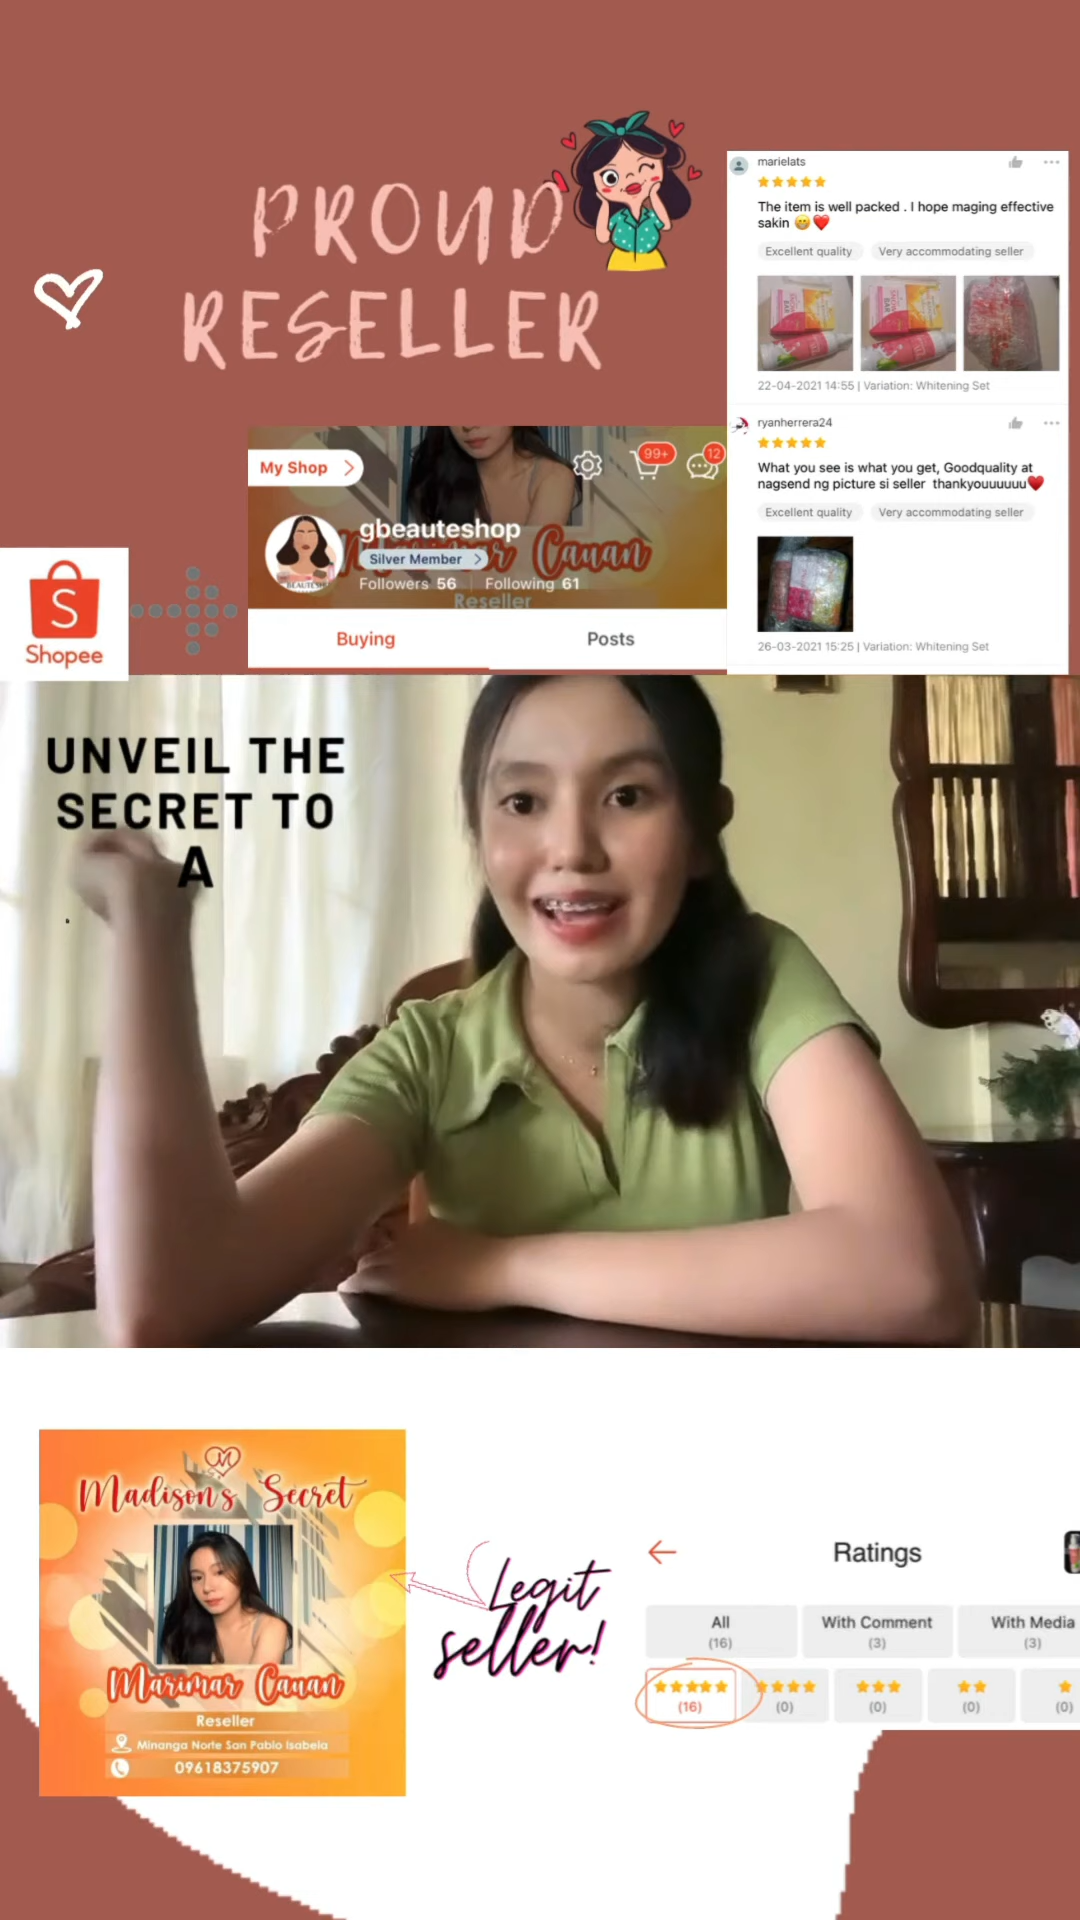 PROUD
RESELLER
marielats
The item is well packed . I hope maging effective
sakin 😁❤️
Excellent quality
Very accommodating seller
22-04-2021 14:55 | Variation: Whitening Set
ryanherrera24
What you see is what you get, Goodquality at
nagsend ng picture si seller thankyouuuuuu❤️
Excellent quality
Very accommodating seller
26-03-2021 15:25 | Variation: Whitening Set
My Shop
99+
12
gbeauteshop
Silver Member
Followers 56
Following 61
Cauan
Reseller
Buying
Posts
S
Shopee
UNVEIL THE
SECRET TO
A
M
Madison's Secret
Marimar Cauan
Reseller
Minanga Norte San Pablo Isabela
09618375907
Legit
seller!
Ratings
All
(16)
With Comment
(3)
With Media
(3)
(16)
(0)
(0)
(0)
(0)